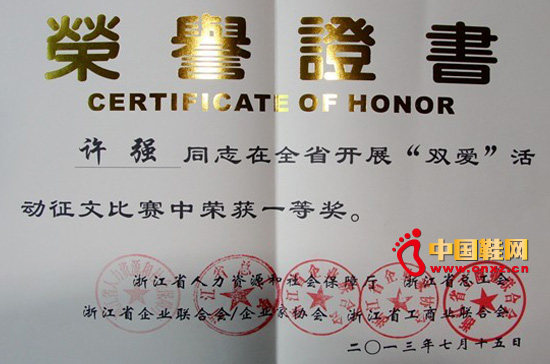 榮譽證書
CERTIFICATE OF HONOR
许强 同志在全省开展“双爱”活
动征文比赛中荣获一等奖。
中国鞋网
www.cnxz.cn
浙江省人力资源和社会保障厅 浙江省总工会
浙江省企业联合会/企业家协会 浙江省工商业联合会
二〇一三年七月十五日